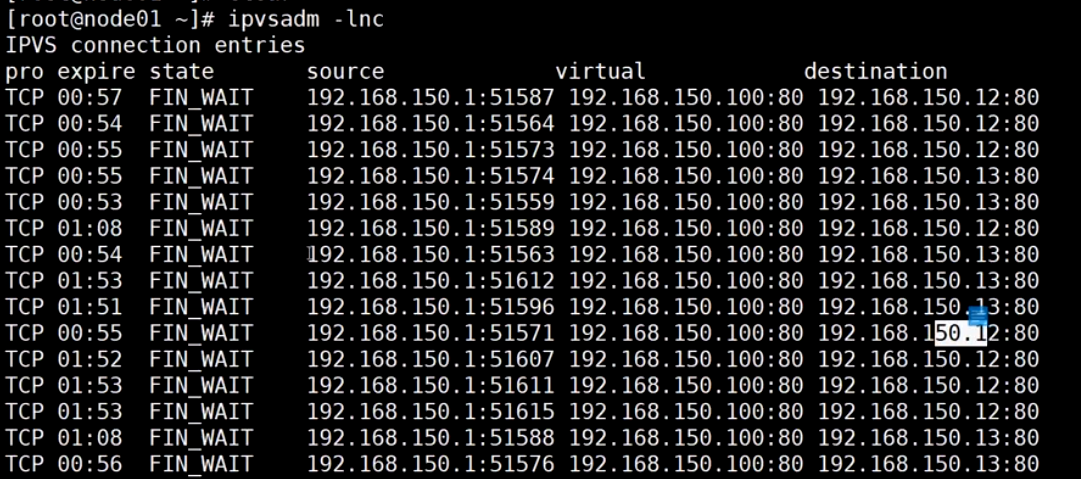 [root@node01 ~]# ipvsadm -lnc
IPVS connection entries
pro expire state source virtual destination
TCP 00:57 FIN_WAIT 192.168.150.1:51587 192.168.150.100:80 192.168.150.12:80
TCP 00:54 FIN_WAIT 192.168.150.1:51564 192.168.150.100:80 192.168.150.12:80
TCP 00:55 FIN_WAIT 192.168.150.1:51573 192.168.150.100:80 192.168.150.12:80
TCP 00:55 FIN_WAIT 192.168.150.1:51574 192.168.150.100:80 192.168.150.13:80
TCP 00:53 FIN_WAIT 192.168.150.1:51559 192.168.150.100:80 192.168.150.13:80
TCP 01:08 FIN_WAIT 192.168.150.1:51589 192.168.150.100:80 192.168.150.12:80
TCP 00:54 FIN_WAIT 192.168.150.1:51563 192.168.150.100:80 192.168.150.13:80
TCP 01:53 FIN_WAIT 192.168.150.1:51612 192.168.150.100:80 192.168.150.13:80
TCP 01:51 FIN_WAIT 192.168.150.1:51596 192.168.150.100:80 192.168.150.13:80
TCP 00:55 FIN_WAIT 192.168.150.1:51571 192.168.150.100:80 192.168.150.12:80
TCP 01:52 FIN_WAIT 192.168.150.1:51607 192.168.150.100:80 192.168.150.12:80
TCP 01:53 FIN_WAIT 192.168.150.1:51611 192.168.150.100:80 192.168.150.12:80
TCP 01:53 FIN_WAIT 192.168.150.1:51615 192.168.150.100:80 192.168.150.12:80
TCP 01:08 FIN_WAIT 192.168.150.1:51588 192.168.150.100:80 192.168.150.13:80
TCP 00:56 FIN_WAIT 192.168.150.1:51576 192.168.150.100:80 192.168.150.13:80